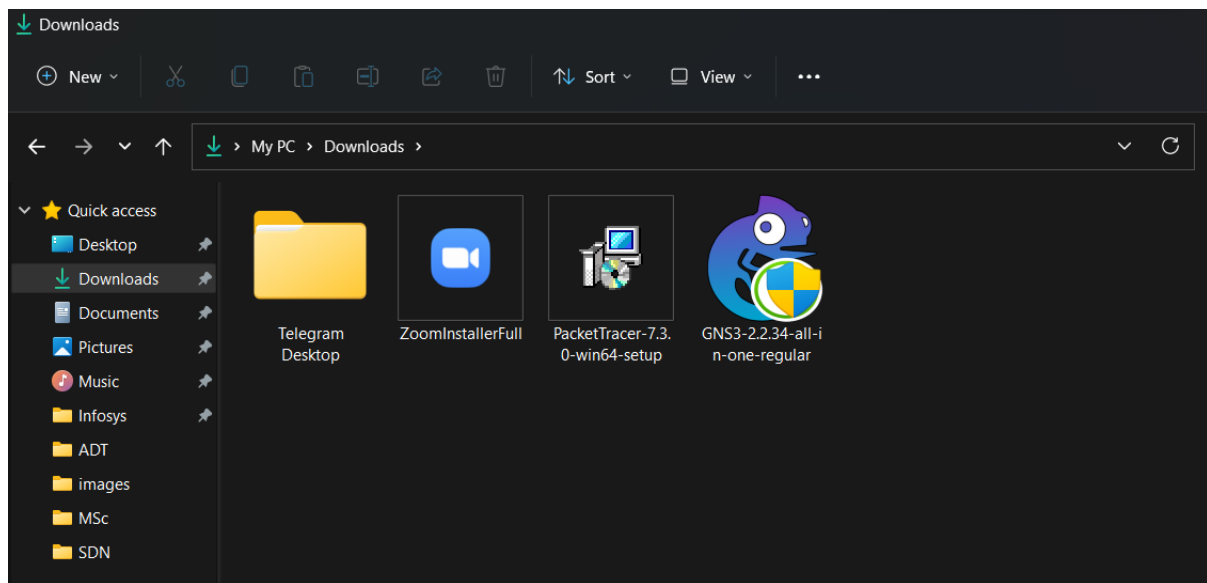 Downloads
New
Sort
View
My PC > Downloads >
Quick access
Desktop
Downloads
Documents
Pictures
Music
Infosys
ADT
images
MSc
SDN
Telegram
Desktop
ZoomInstallerFull
PacketTracer-7.3.
0-win64-setup
GNS3-2.2.34-all-i
n-one-regular